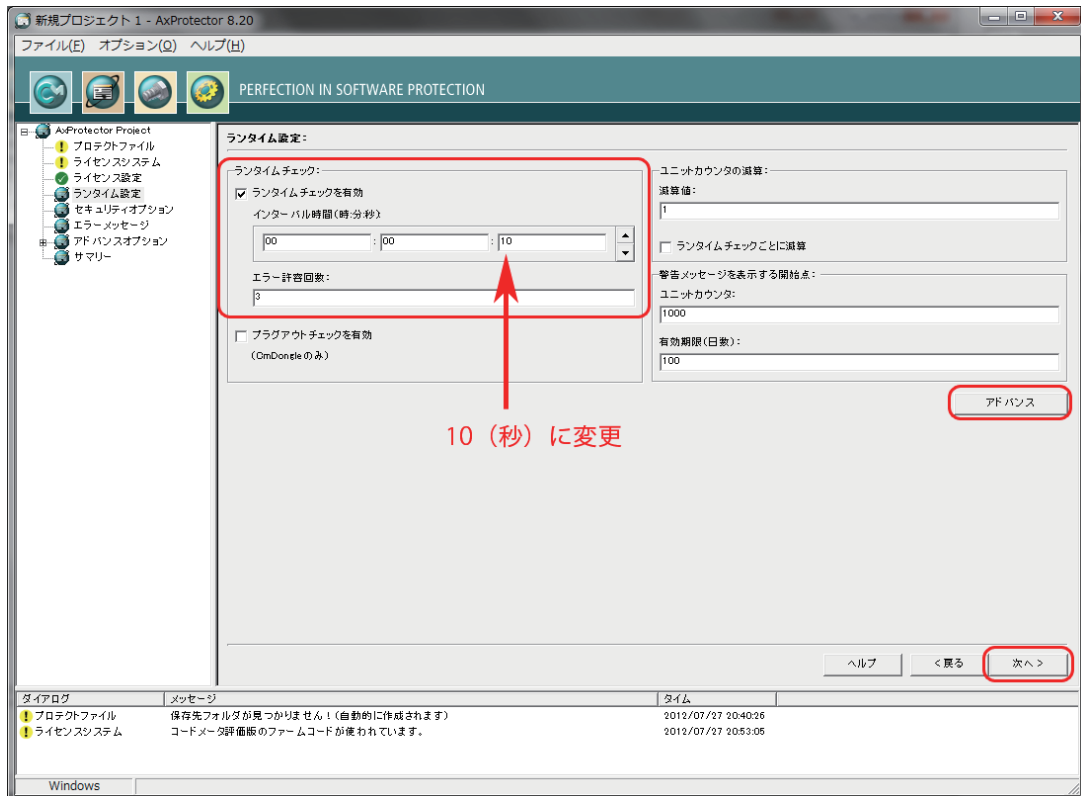 新規プロジェクト 1 - AxProtector 8.20
ファイル(F) オプション(O) ヘルプ(H)
PERFECTION IN SOFTWARE PROTECTION
AxProtector Project
プロテクトファイル
ライセンスシステム
ライセンス設定
ランタイム設定
セキュリティオプション
エラーメッセージ
アドバンスオプション
サマリー
ランタイム設定:
ランタイムチェック:
ランタイムチェックを有効
インターバル時間(時:分:秒):
00 : 00 : 10
エラー許容回数:
3
プラグアウトチェックを有効
(CmDongleのみ)
ユニットカウンタの減算:
減算値:
1
ランタイムチェックごとに減算
警告メッセージを表示する開始点:
ユニットカウンタ:
1000
有効期限(日数):
100
アドバンス
10（秒）に変更
ヘルプ
< 戻る
次へ >
ダイアログ メッセージ タイム
プロテクトファイル 保存先フォルダが見つかりません！(自動的に作成されます) 2012/07/27 20:40:26
ライセンスシステム コードメータ評価版のファームコードが使われています。 2012/07/27 20:53:05
Windows